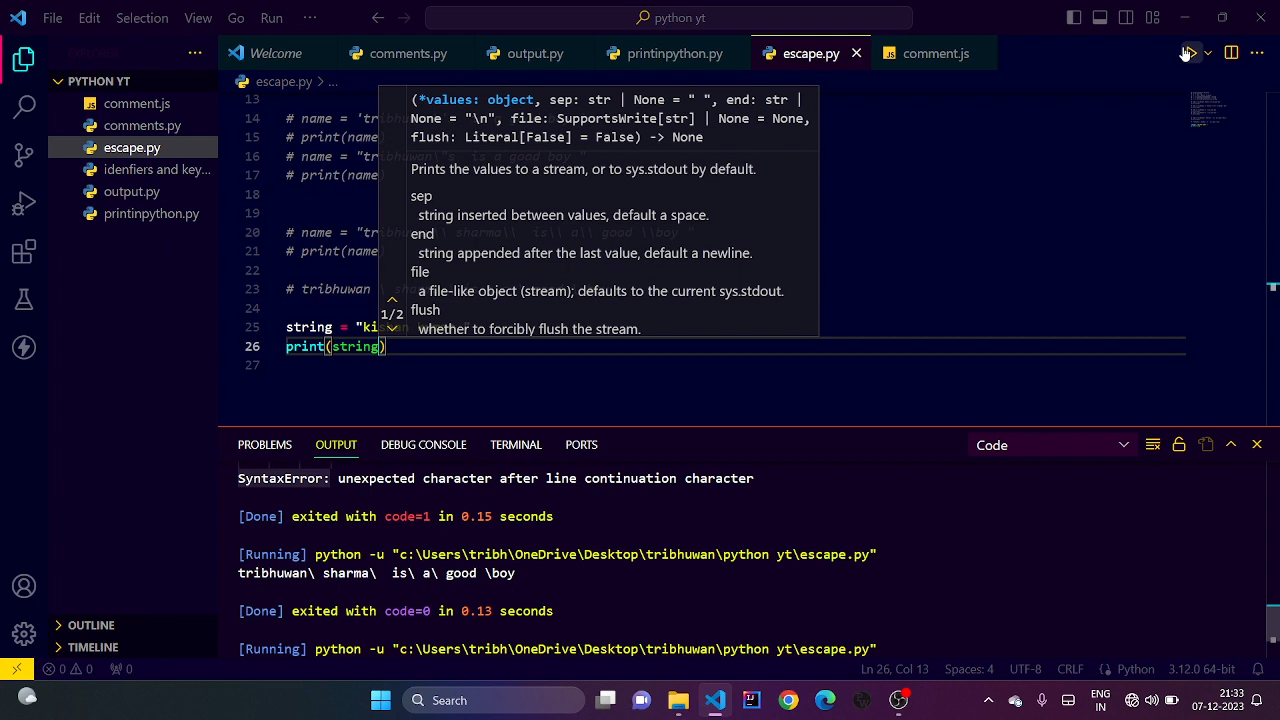 File Edit Selection View Go Run ··· python yt
Welcome comments.py output.py printinpython.py escape.py comment.js
PYTHON YT
escape.py > ...
comment.js
comments.py
escape.py
idenfiers and key...
output.py
printinpython.py
OUTLINE
TIMELINE
13
14 # name = 'tribh
15 # print(name)
16 # name = "tribhuwan\"s is a good boy "
17 # print(name)
18
19
20 # name = "tribhuwan\\ sharma\\  is\\ a\\ good \\boy "
21 # print(name)
22
23 # tribhuwan \ sha
24
25 string = "ki
26 print(string)
27
(*values: object, sep: str | None = " ", end: str |
None = "\n", file: SupportsWrite[str] | None = None,
flush: Literal[False] = False) -> None
Prints the values to a stream, or to sys.stdout by default.
sep
string inserted between values, default a space.
end
string appended after the last value, default a newline.
file
a file-like object (stream); defaults to the current sys.stdout.
flush
whether to forcibly flush the stream.
1/2
PROBLEMS OUTPUT DEBUG CONSOLE TERMINAL PORTS Code
SyntaxError: unexpected character after line continuation character
[Done] exited with code=1 in 0.15 seconds
[Running] python -u "c:\Users\tribh\OneDrive\Desktop\tribhuwan\python yt\escape.py"
tribhuwan\ sharma\  is\ a\ good \boy
[Done] exited with code=0 in 0.13 seconds
[Running] python -u "c:\Users\tribh\OneDrive\Desktop\tribhuwan\python yt\escape.py"
0 0 0 Ln 26, Col 13 Spaces: 4 UTF-8 CRLF Python 3.12.0 64-bit
Search ENG 21:33
IN 07-12-2023